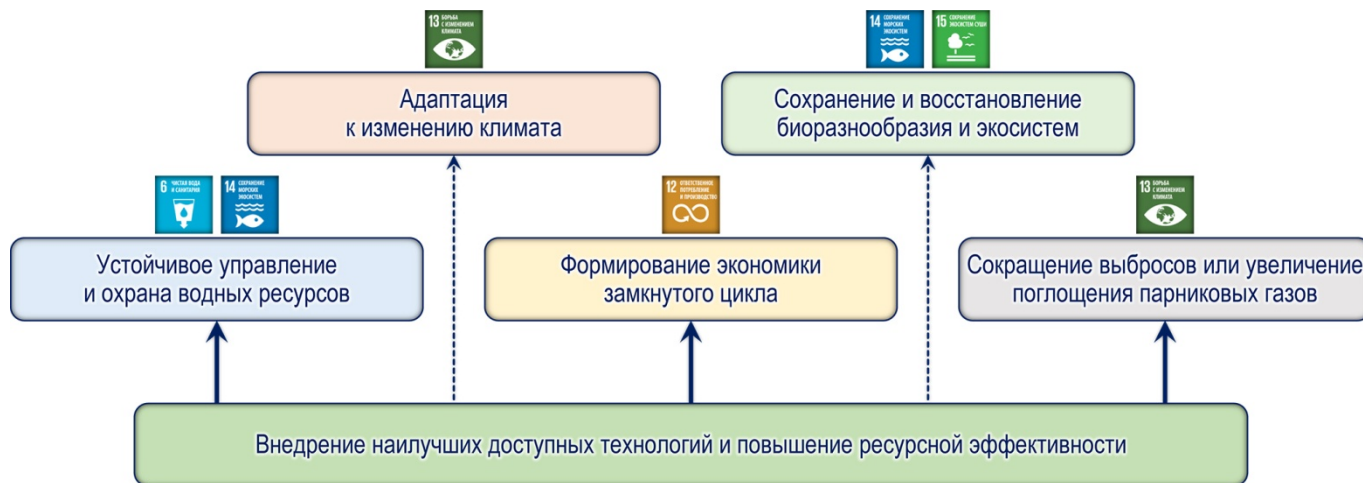 13 БОРЬБА
С ИЗМЕНЕНИЕМ
КЛИМАТА
14 СОХРАНЕНИЕ
МОРСКИХ
ЭКОСИСТЕМ
15 СОХРАНЕНИЕ
ЭКОСИСТЕМ СУШИ
Адаптация
к изменению климата
Сохранение и восстановление
биоразнообразия и экосистем
6 ЧИСТАЯ ВОДА
И САНИТАРИЯ
14 СОХРАНЕНИЕ
МОРСКИХ
ЭКОСИСТЕМ
12 ОТВЕТСТВЕННОЕ
ПОТРЕБЛЕНИЕ
И ПРОИЗВОДСТВО
13 БОРЬБА
С ИЗМЕНЕНИЕМ
КЛИМАТА
Устойчивое управление
и охрана водных ресурсов
Формирование экономики
замкнутого цикла
Сокращение выбросов или увеличение
поглощения парниковых газов
Внедрение наилучших доступных технологий и повышение ресурсной эффективности